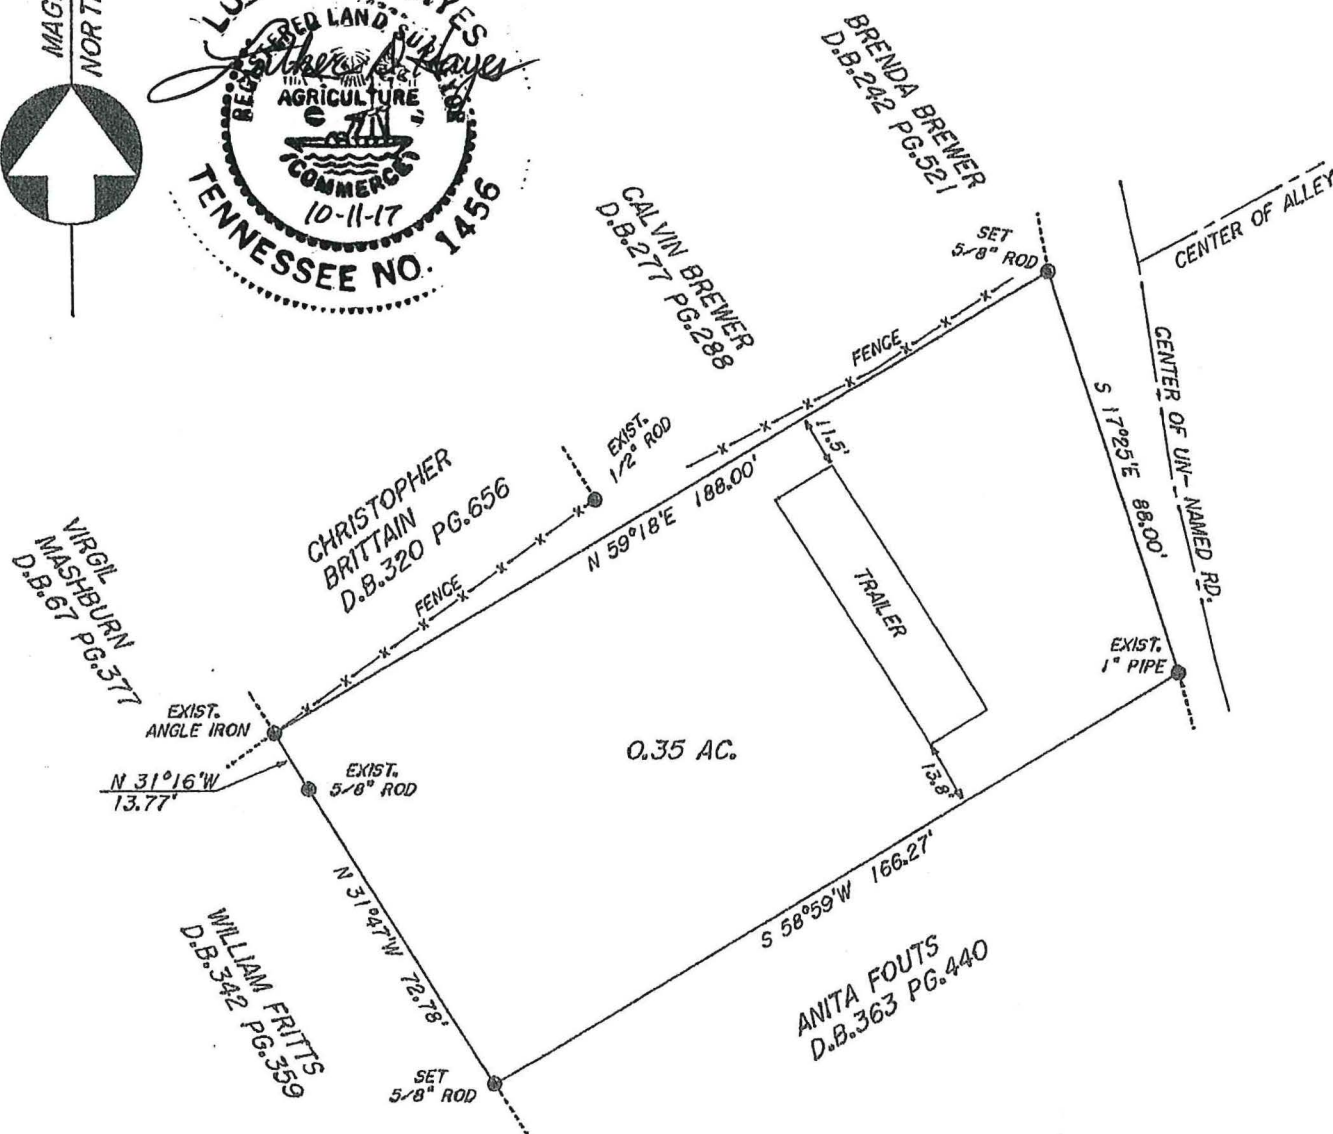 NORT
REGISTERED LAND SURVEYOR
AGRICULTURE
COMMERCE
10-11-17
TENNESSEE NO. 1456
BRENDA BREWER
D.B.242 PG.521
CALVIN BREWER
D.B.277 PG.288
SET
5/8" ROD
CENTER OF ALLEY
FENCE
CENTER OF UN-NAMED RD.
S 17°25'E 88.00'
EXIST.
1/2" ROD
11.5'
N 59°18'E 188.00'
CHRISTOPHER
BRITTAIN
D.B.320 PG.656
FENCE
VIRGIL
MASHBURN
D.B.67 PG.377
TRAILER
EXIST.
1" PIPE
EXIST.
ANGLE IRON
N 31°16'W
13.77'
EXIST.
5/8" ROD
0.35 AC.
13.8'
N 31°47'W 72.78'
S 58°59'W 166.27'
WILLIAM FRITTS
D.B.342 PG.359
ANITA FOUTS
D.B.363 PG.440
SET
5/8" ROD